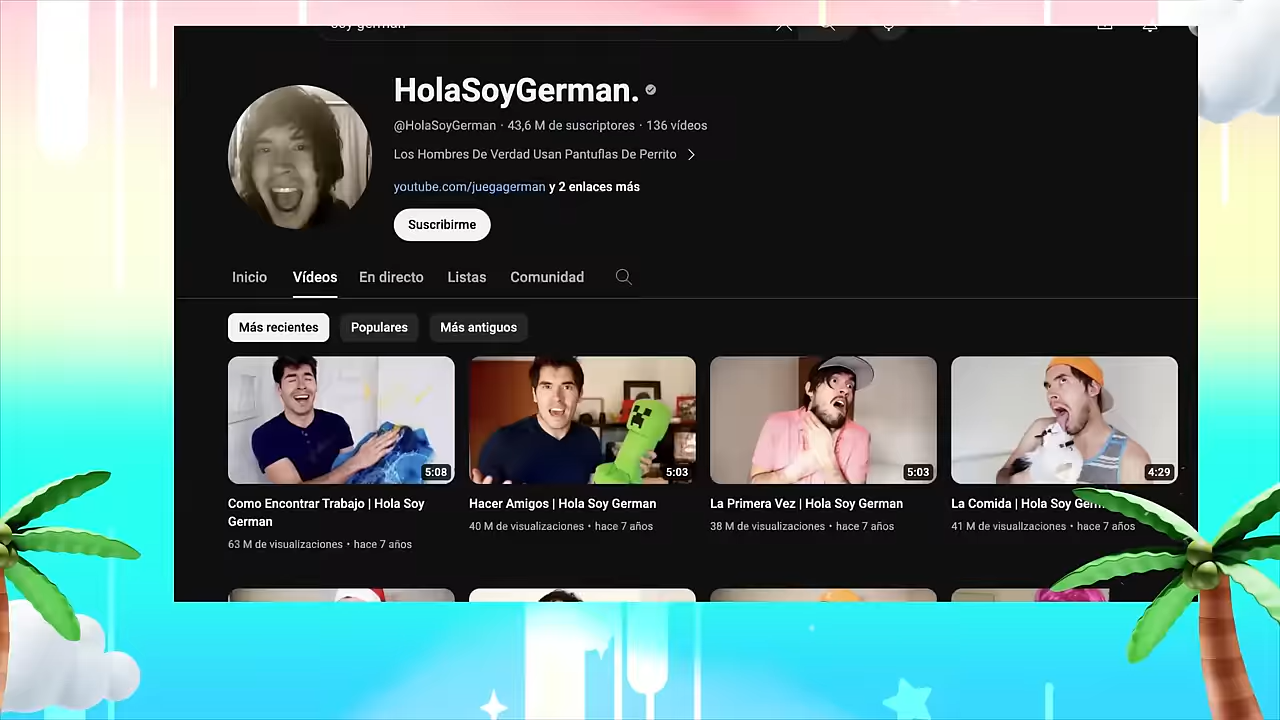 HolaSoyGerman.
@HolaSoyGerman · 43,6 M de suscriptores · 136 vídeos
Los Hombres De Verdad Usan Pantuflas De Perrito
youtube.com/juegagerman y 2 enlaces más
Suscribirme
Inicio Vídeos En directo Listas Comunidad
Más recientes Populares Más antiguos
5:08 5:03 5:03 4:29
Como Encontrar Trabajo | Hola Soy
German
63 M de visualizaciones • hace 7 años
Hacer Amigos | Hola Soy German
40 M de visualizaciones • hace 7 años
La Primera Vez | Hola Soy German
38 M de visualizaciones • hace 7 años
La Comida | Hola Soy
41 M de visualizaciones • hace 7 años